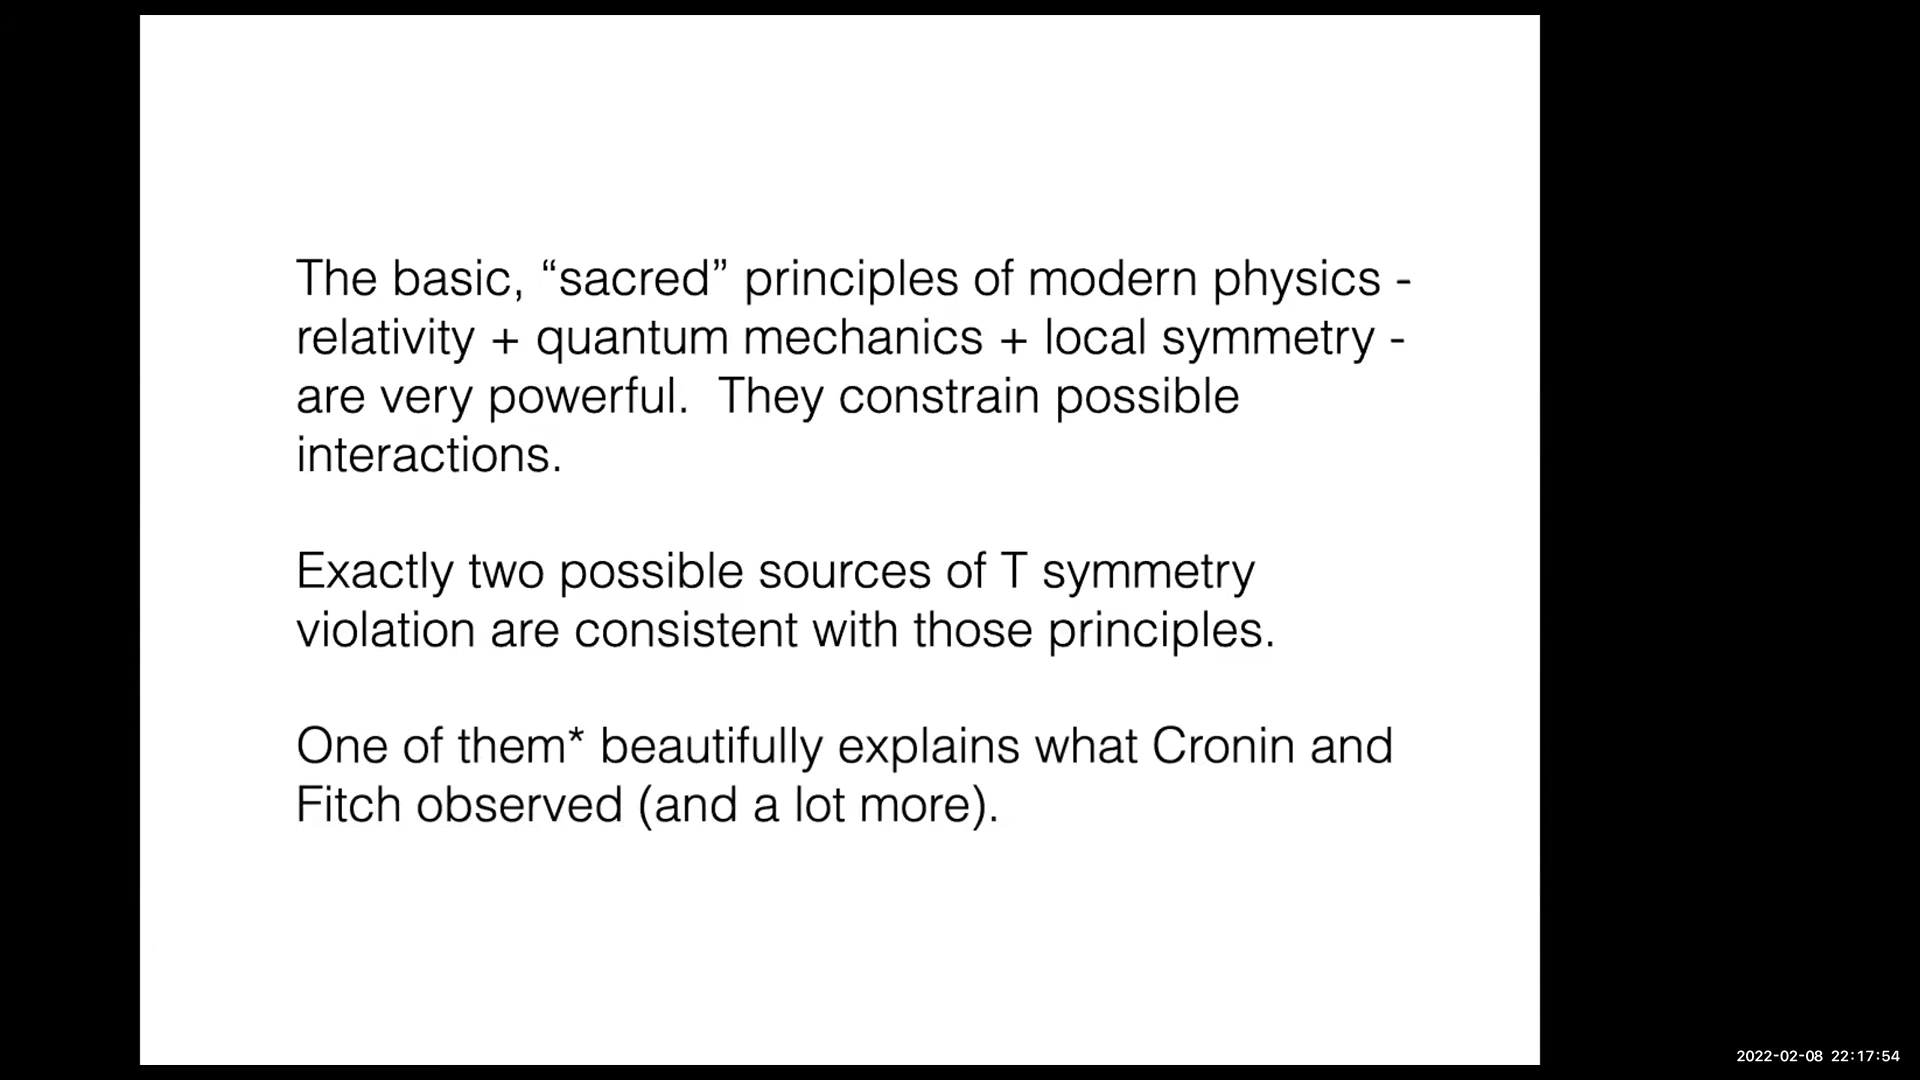 The basic, “sacred” principles of modern physics -
relativity + quantum mechanics + local symmetry -
are very powerful.  They constrain possible
interactions.
Exactly two possible sources of T symmetry
violation are consistent with those principles.
One of them* beautifully explains what Cronin and
Fitch observed (and a lot more).
2022-02-08 22:17:54